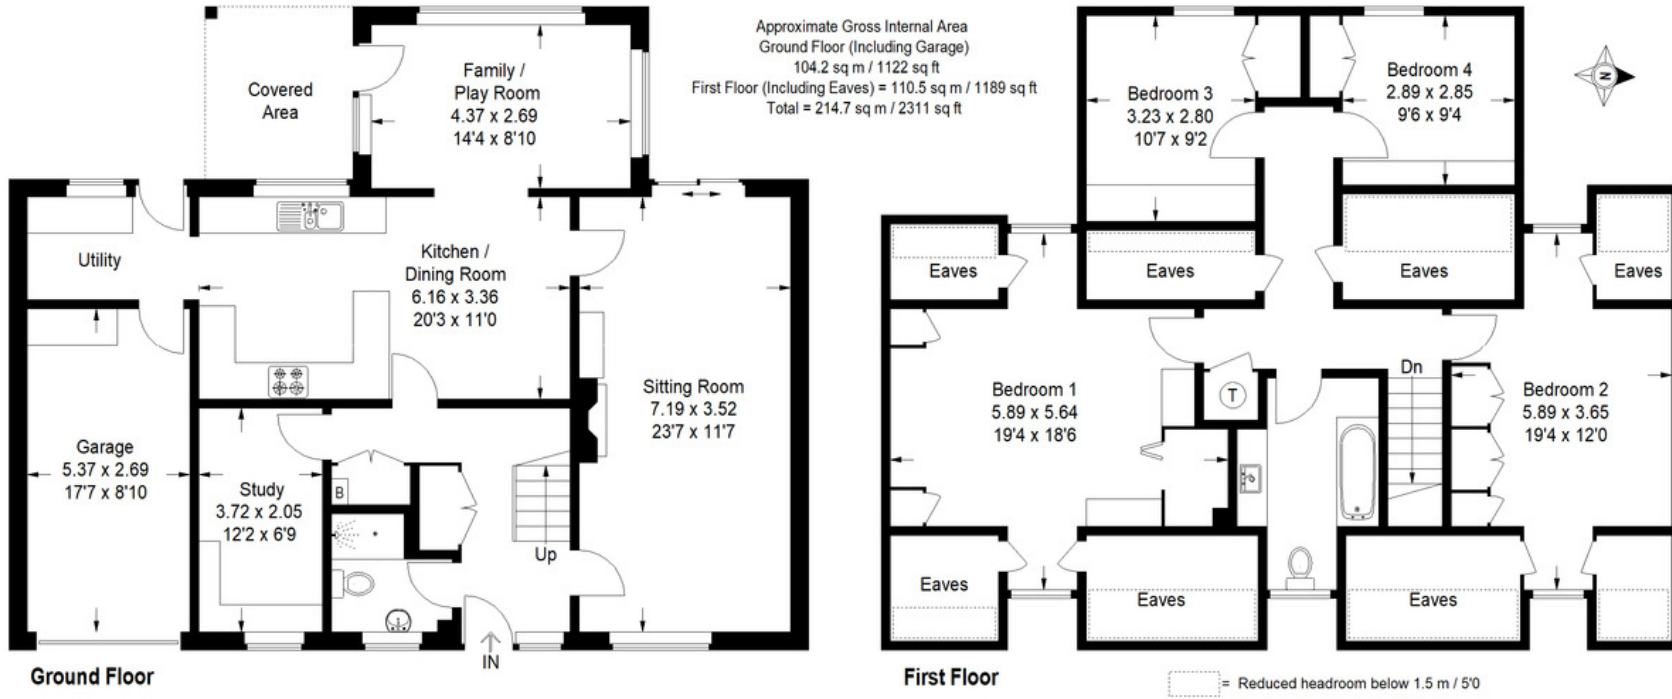 Approximate Gross Internal Area
Ground Floor (Including Garage)
104.2 sq m / 1122 sq ft
First Floor (Including Eaves) = 110.5 sq m / 1189 sq ft
Total = 214.7 sq m / 2311 sq ft
Covered
Area
Family /
Play Room
4.37 x 2.69
14'4 x 8'10
Utility
Kitchen /
Dining Room
6.16 x 3.36
20'3 x 11'0
Sitting Room
7.19 x 3.52
23'7 x 11'7
Garage
5.37 x 2.69
17'7 x 8'10
Study
3.72 x 2.05
12'2 x 6'9
B
Up
IN
Ground Floor
Bedroom 3
3.23 x 2.80
10'7 x 9'2
Bedroom 4
2.89 x 2.85
9'6 x 9'4
N
Eaves
Eaves
Eaves
Eaves
Bedroom 1
5.89 x 5.64
19'4 x 18'6
T
Dn
Bedroom 2
5.89 x 3.65
19'4 x 12'0
Eaves
Eaves
Eaves
First Floor
= Reduced headroom below 1.5 m / 5'0